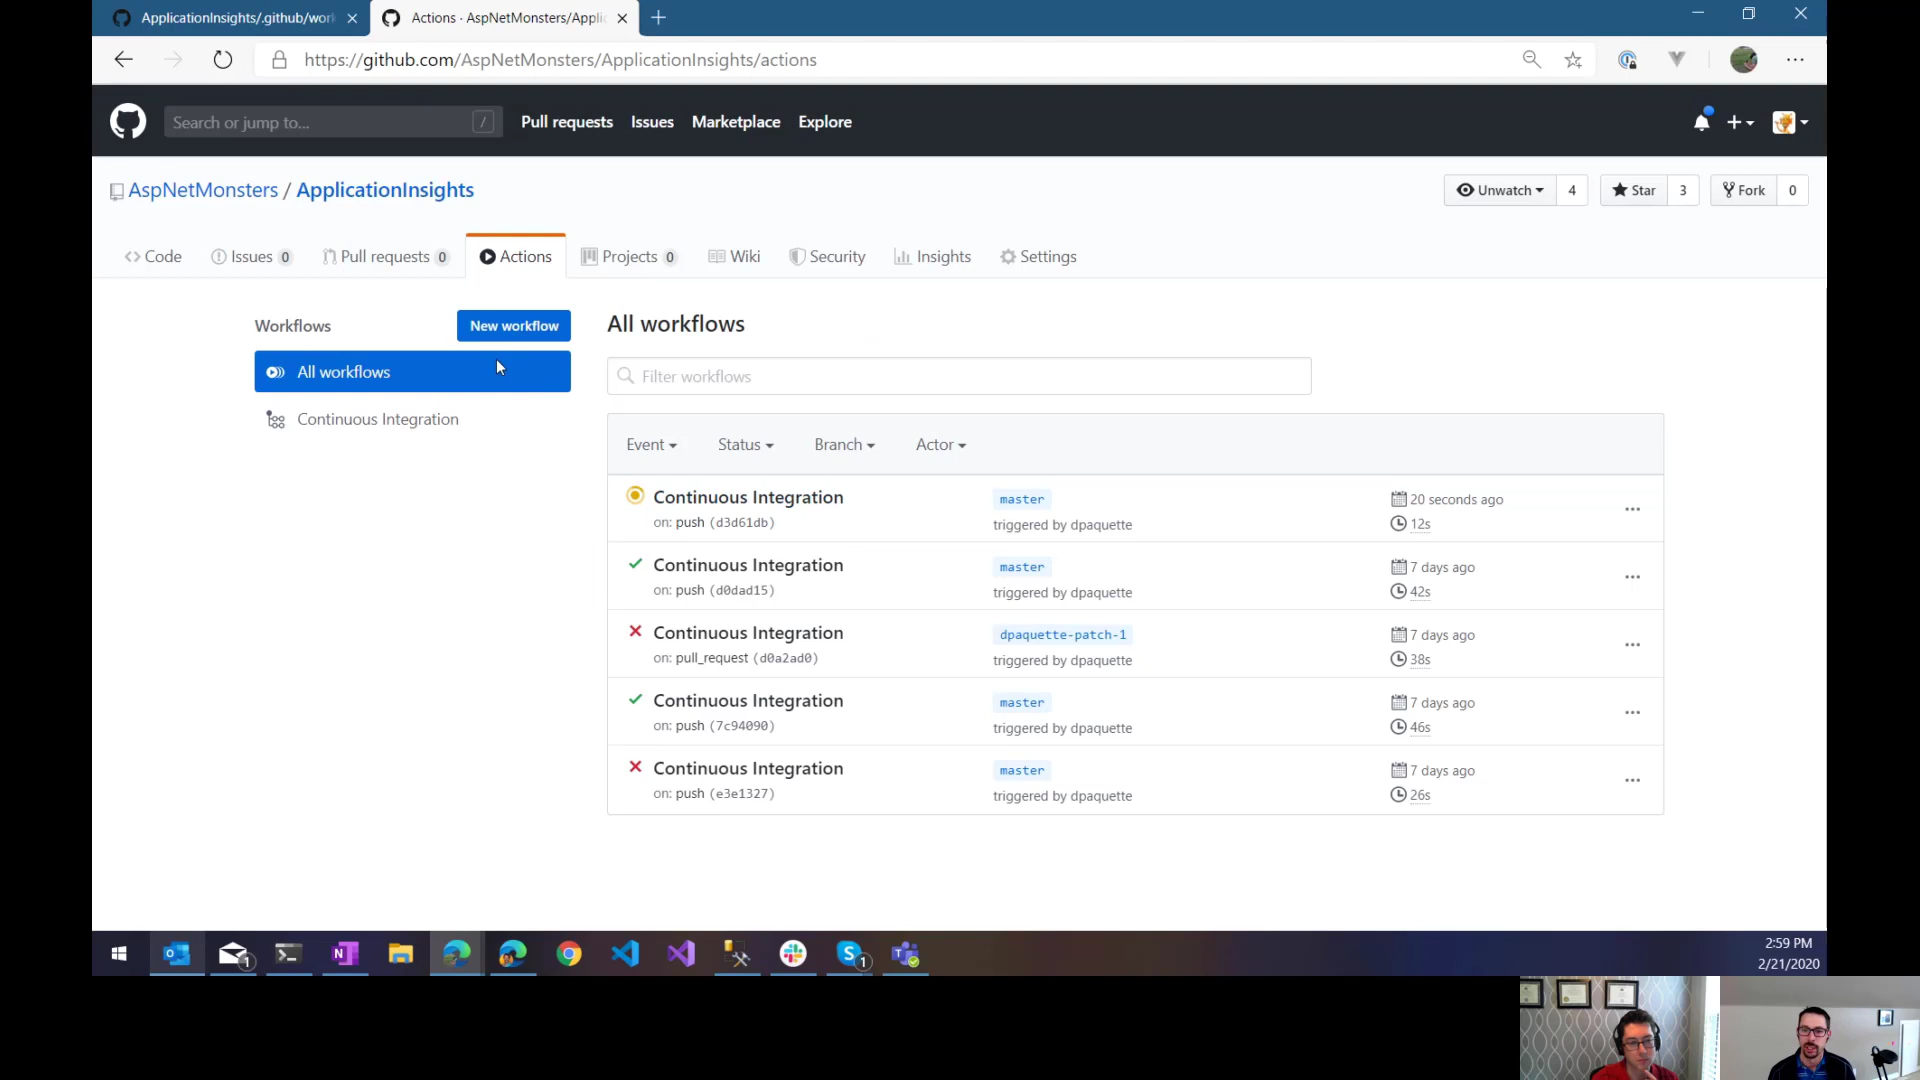 ApplicationInsights/.github/wor
Actions · AspNetMonsters/Applic
https://github.com/AspNetMonsters/ApplicationInsights/actions
Search or jump to... /
Pull requests Issues Marketplace Explore
AspNetMonsters / ApplicationInsights
Unwatch 4 Star 3 Fork 0
Code Issues 0 Pull requests 0 Actions Projects 0 Wiki Security Insights Settings
Workflows New workflow
All workflows
Continuous Integration
All workflows
Filter workflows
Event Status Branch Actor
Continuous Integration master 20 seconds ago
on: push (d3d61db) triggered by dpaquette 12s
Continuous Integration master 7 days ago
on: push (d0dad15) triggered by dpaquette 42s
Continuous Integration dpaquette-patch-1 7 days ago
on: pull_request (d0a2ad0) triggered by dpaquette 38s
Continuous Integration master 7 days ago
on: push (7c94090) triggered by dpaquette 46s
Continuous Integration master 7 days ago
on: push (e3e1327) triggered by dpaquette 26s
1
1
2:59 PM
2/21/2020